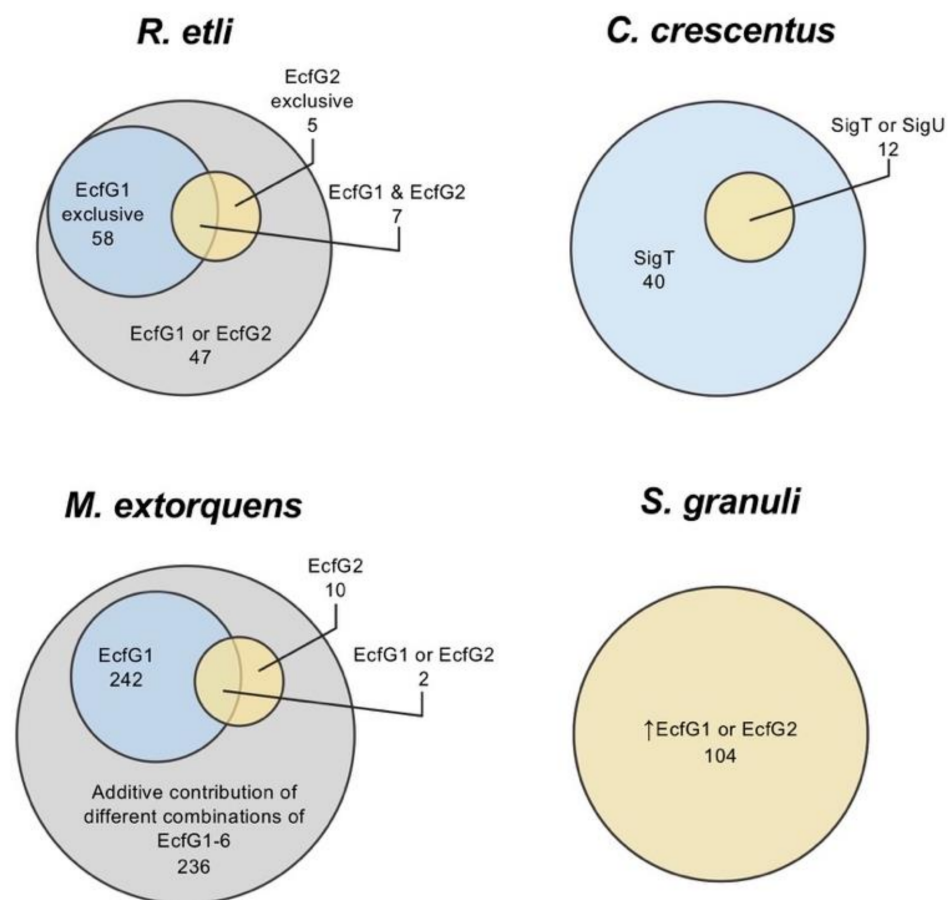 R. etli
EcfG2
exclusive
5
EcfG1
exclusive
58
EcfG1 & EcfG2
7
EcfG1 or EcfG2
47
C. crescentus
SigT or SigU
12
SigT
40
M. extorquens
EcfG2
10
EcfG1
242
EcfG1 or EcfG2
2
Additive contribution of
different combinations of
EcfG1-6
236
S. granuli
↑EcfG1 or EcfG2
104